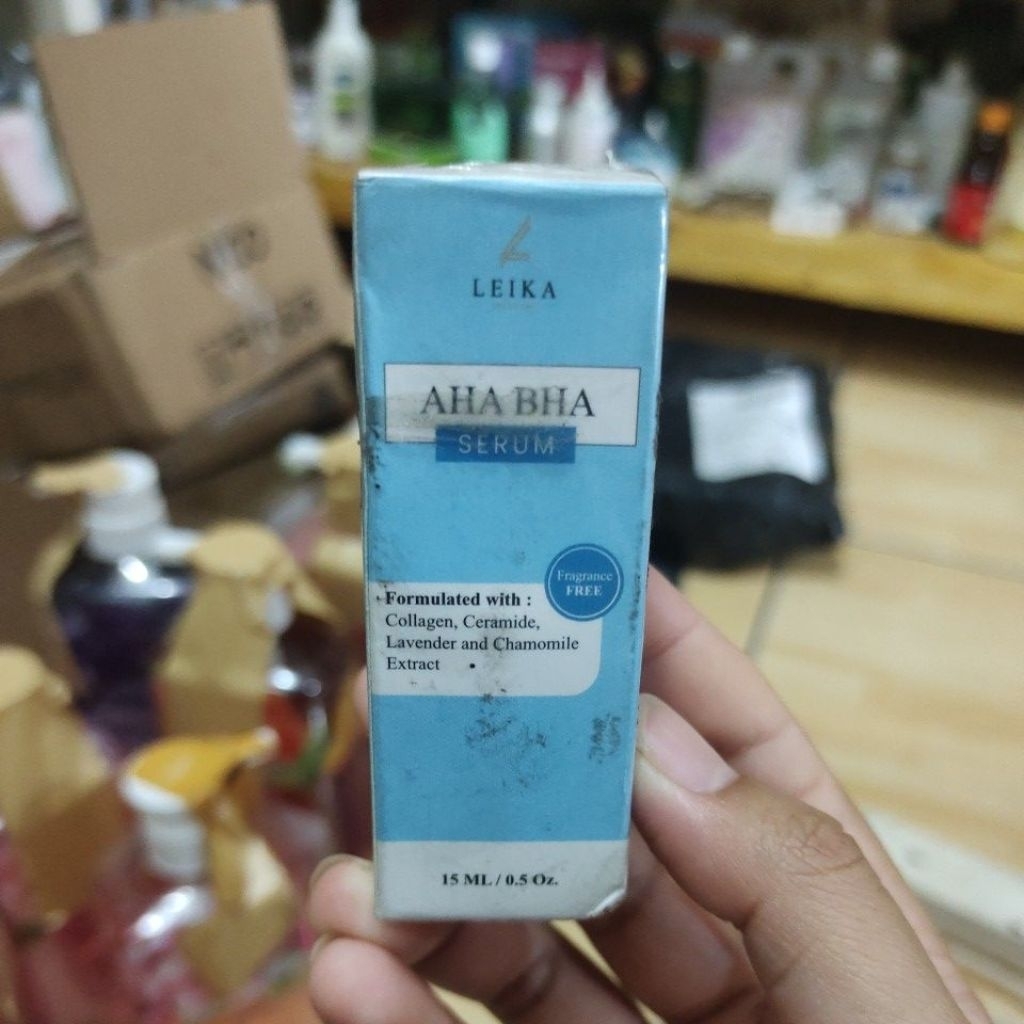 LEIKA
AHA BHA
SERUM
Fragrance
FREE
Formulated with :
Collagen, Ceramide,
Lavender and Chamomile
Extract
15 ML / 0.5 Oz.